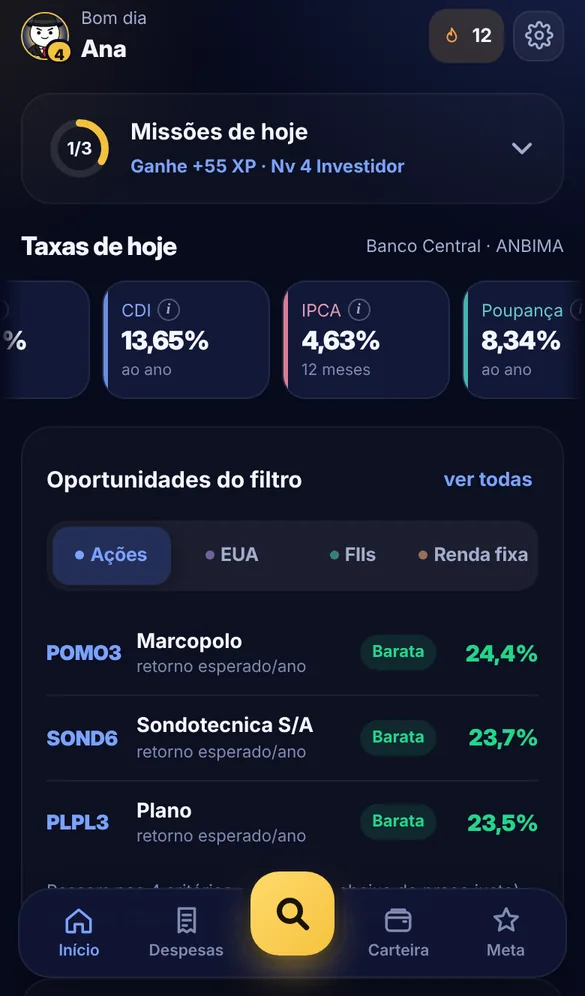 Bom dia
Ana
4
12
1/3
Missões de hoje
Ganhe +55 XP · Nv 4 Investidor
Taxas de hoje
Banco Central · ANBIMA
%
CDI i
13,65%
ao ano
IPCA i
4,63%
12 meses
Poupança
8,34%
ao ano
Oportunidades do filtro
ver todas
Ações
EUA
FIIs
Renda fixa
POMO3
Marcopolo
retorno esperado/ano
Barata
24,4%
SOND6
Sondotecnica S/A
retorno esperado/ano
Barata
23,7%
PLPL3
Plano
retorno esperado/ano
Barata
23,5%
Início
Despesas
Carteira
Meta